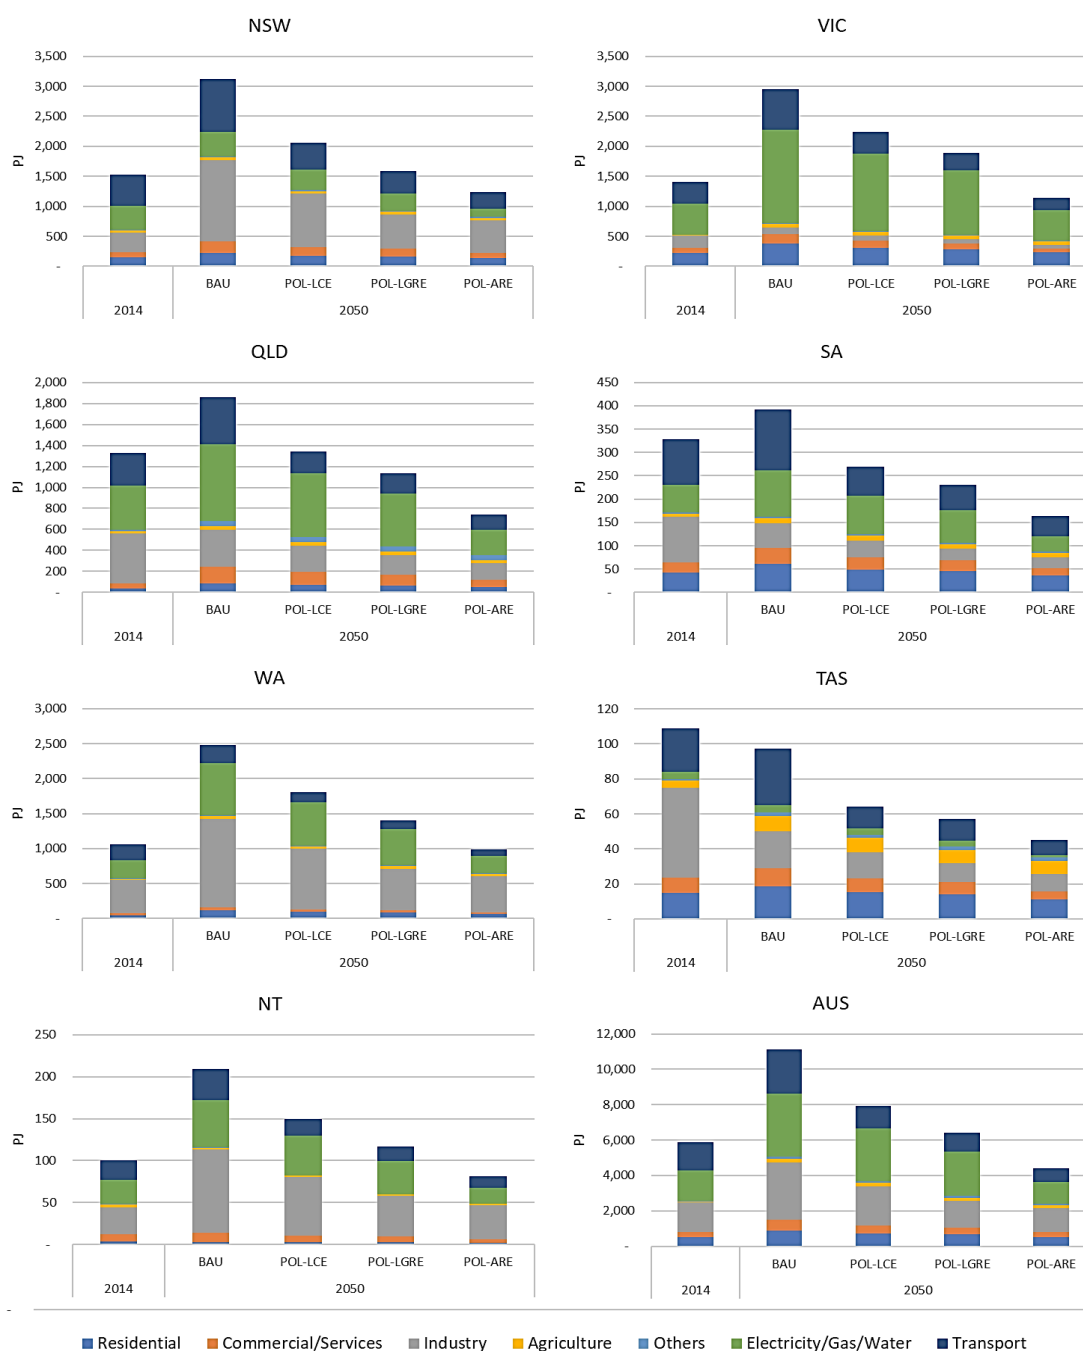 NSW
3,500
3,000
2,500
2,000
1,500
1,000
500
-
PJ
BAU POL-LCE POL-LGRE POL-ARE
2014 2050
VIC
3,500
3,000
2,500
2,000
1,500
1,000
500
-
PJ
BAU POL-LCE POL-LGRE POL-ARE
2014 2050
QLD
2,000
1,800
1,600
1,400
1,200
1,000
800
600
400
200
-
PJ
BAU POL-LCE POL-LGRE POL-ARE
2014 2050
SA
450
400
350
300
250
200
150
100
50
-
PJ
BAU POL-LCE POL-LGRE POL-ARE
2014 2050
WA
3,000
2,500
2,000
1,500
1,000
500
-
PJ
BAU POL-LCE POL-LGRE POL-ARE
2014 2050
TAS
120
100
80
60
40
20
-
PJ
BAU POL-LCE POL-LGRE POL-ARE
2014 2050
NT
250
200
150
100
50
-
PJ
BAU POL-LCE POL-LGRE POL-ARE
2014 2050
AUS
12,000
10,000
8,000
6,000
4,000
2,000
-
PJ
BAU POL-LCE POL-LGRE POL-ARE
2014 2050
-
Residential Commercial/Services Industry Agriculture Others Electricity/Gas/Water Transport